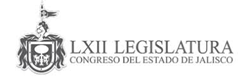 LXII LEGISLATURA
CONGRESO DEL ESTADO DE JALISCO